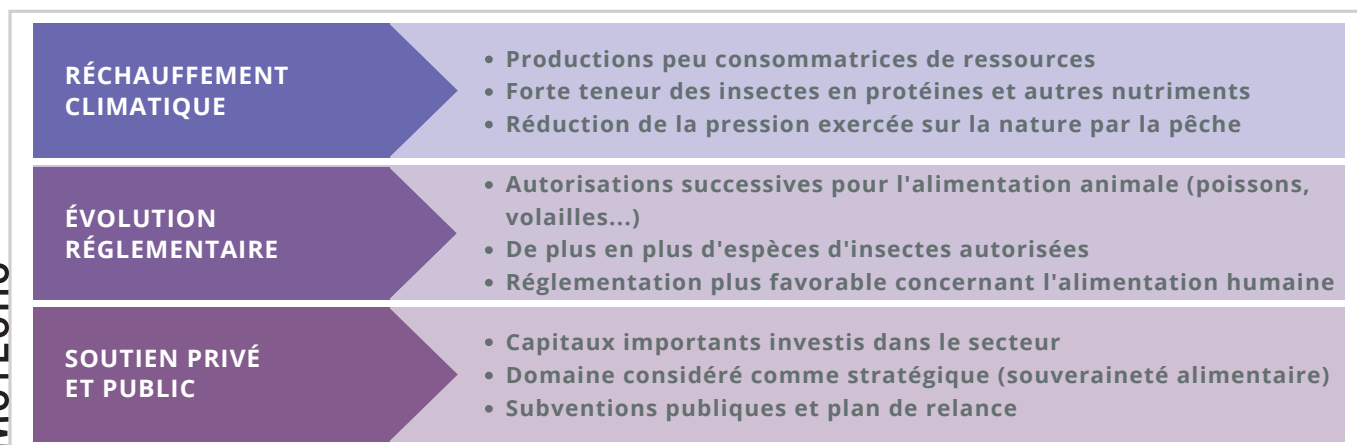 RÉCHAUFFEMENT
CLIMATIQUE
• Productions peu consommatrices de ressources
• Forte teneur des insectes en protéines et autres nutriments
• Réduction de la pression exercée sur la nature par la pêche
ÉVOLUTION
RÉGLEMENTAIRE
• Autorisations successives pour l'alimentation animale (poissons,
volailles...)
• De plus en plus d'espèces d'insectes autorisées
• Réglementation plus favorable concernant l'alimentation humaine
SOUTIEN PRIVÉ
ET PUBLIC
• Capitaux importants investis dans le secteur
• Domaine considéré comme stratégique (souveraineté alimentaire)
• Subventions publiques et plan de relance